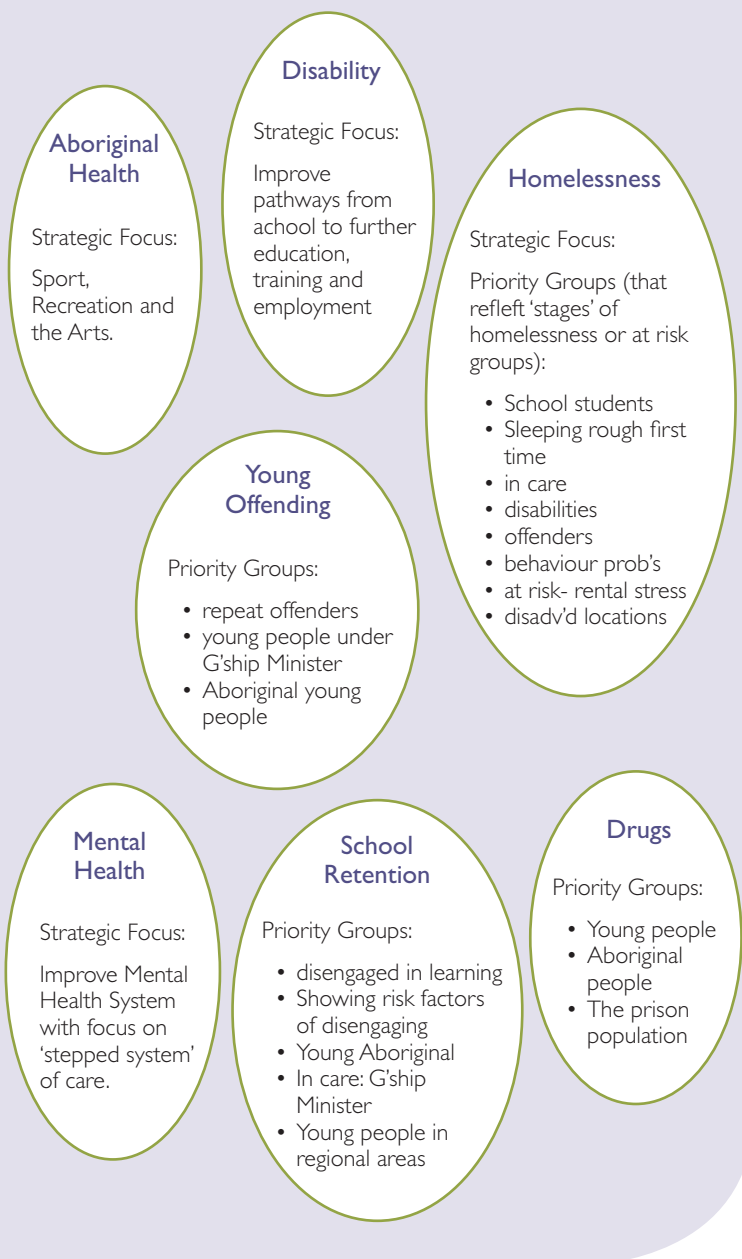 Disability
Strategic Focus:
Improve
pathways from
achool to further
education,
training and
employment
Aboriginal
Health
Strategic Focus:
Sport,
Recreation and
the Arts.
Homelessness
Strategic Focus:
Priority Groups (that
refleft ‘stages’ of
homelessness or at risk
groups):
• School students
• Sleeping rough first
time
• in care
• disabilities
• offenders
• behaviour prob's
• at risk- rental stress
• disadv'd locations
Young
Offending
Priority Groups:
• repeat offenders
• young people under
G'ship Minister
• Aboriginal young
people
Mental
Health
Strategic Focus:
Improve Mental
Health System
with focus on
‘stepped system’
of care.
School
Retention
Priority Groups:
• disengaged in learning
• Showing risk factors
of disengaging
• Young Aboriginal
• In care: G'ship
Minister
• Young people in
regional areas
Drugs
Priority Groups:
• Young people
• Aboriginal
people
• The prison
population